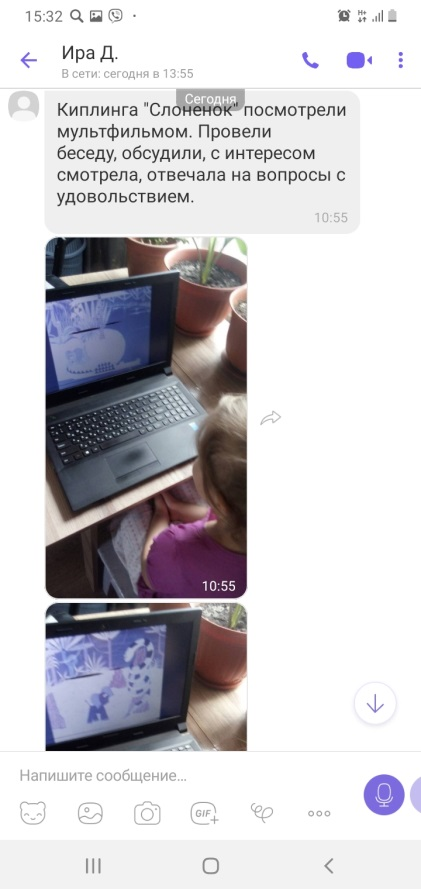 15:32
Ира Д.
В сети: сегодня в 13:55
Сегодня
Киплинга "Слоненок" посмотрели
мультфильмом. Провели
беседу, обсудили, с интересом
смотрела, отвечала на вопросы с
удовольствием.
10:55
10:55
Напишите сообщение...
GIF